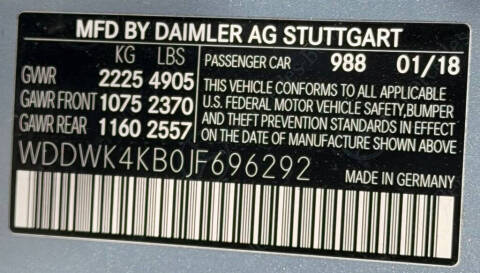 MFD BY DAIMLER AG STUTTGART
KG LBS
GVWR 2225 4905
GAWR FRONT 1075 2370
GAWR REAR 1160 2557
PASSENGER CAR 988 01/18
THIS VEHICLE CONFORMS TO ALL APPLICABLE
U.S. FEDERAL MOTOR VEHICLE SAFETY, BUMPER
AND THEFT PREVENTION STANDARDS IN EFFECT
ON THE DATE OF MANUFACTURE SHOWN ABOVE.
WDDWK4KB0JF696292
MADE IN GERMANY